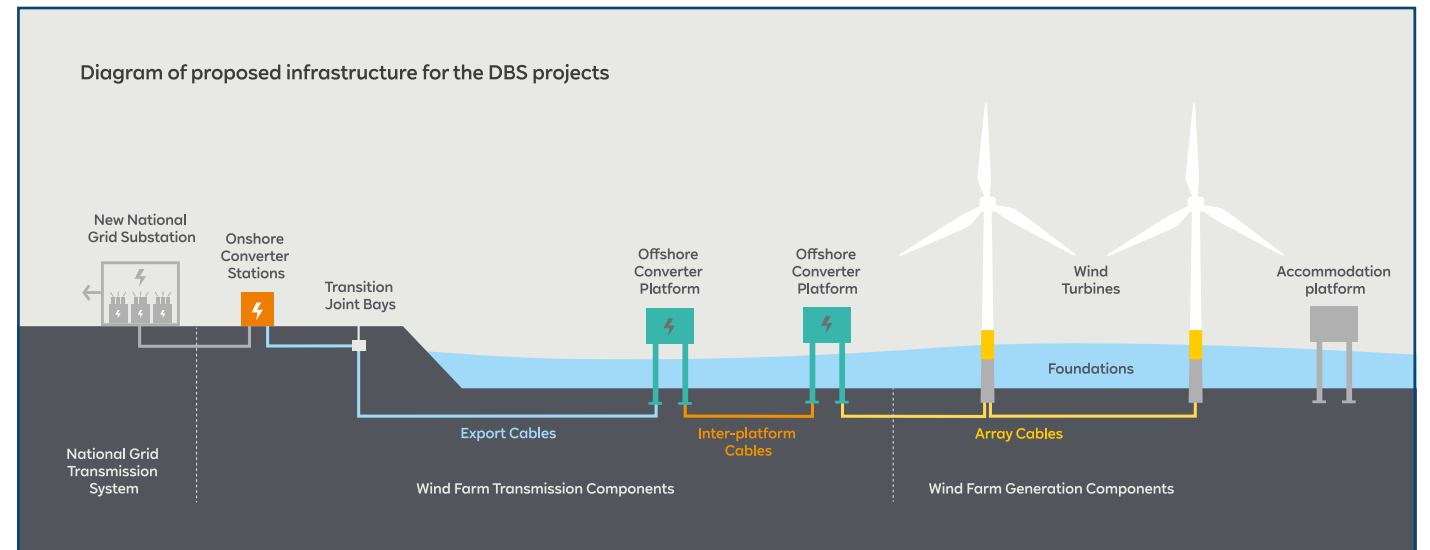 Diagram of proposed infrastructure for the DBS projects
New National
Grid Substation
Onshore
Converter
Stations
Transition
Joint Bays
Offshore
Converter
Platform
Offshore
Converter
Platform
Wind
Turbines
Accommodation
platform
Foundations
Export Cables
Inter-platform
Cables
Array Cables
National Grid
Transmission
System
Wind Farm Transmission Components
Wind Farm Generation Components